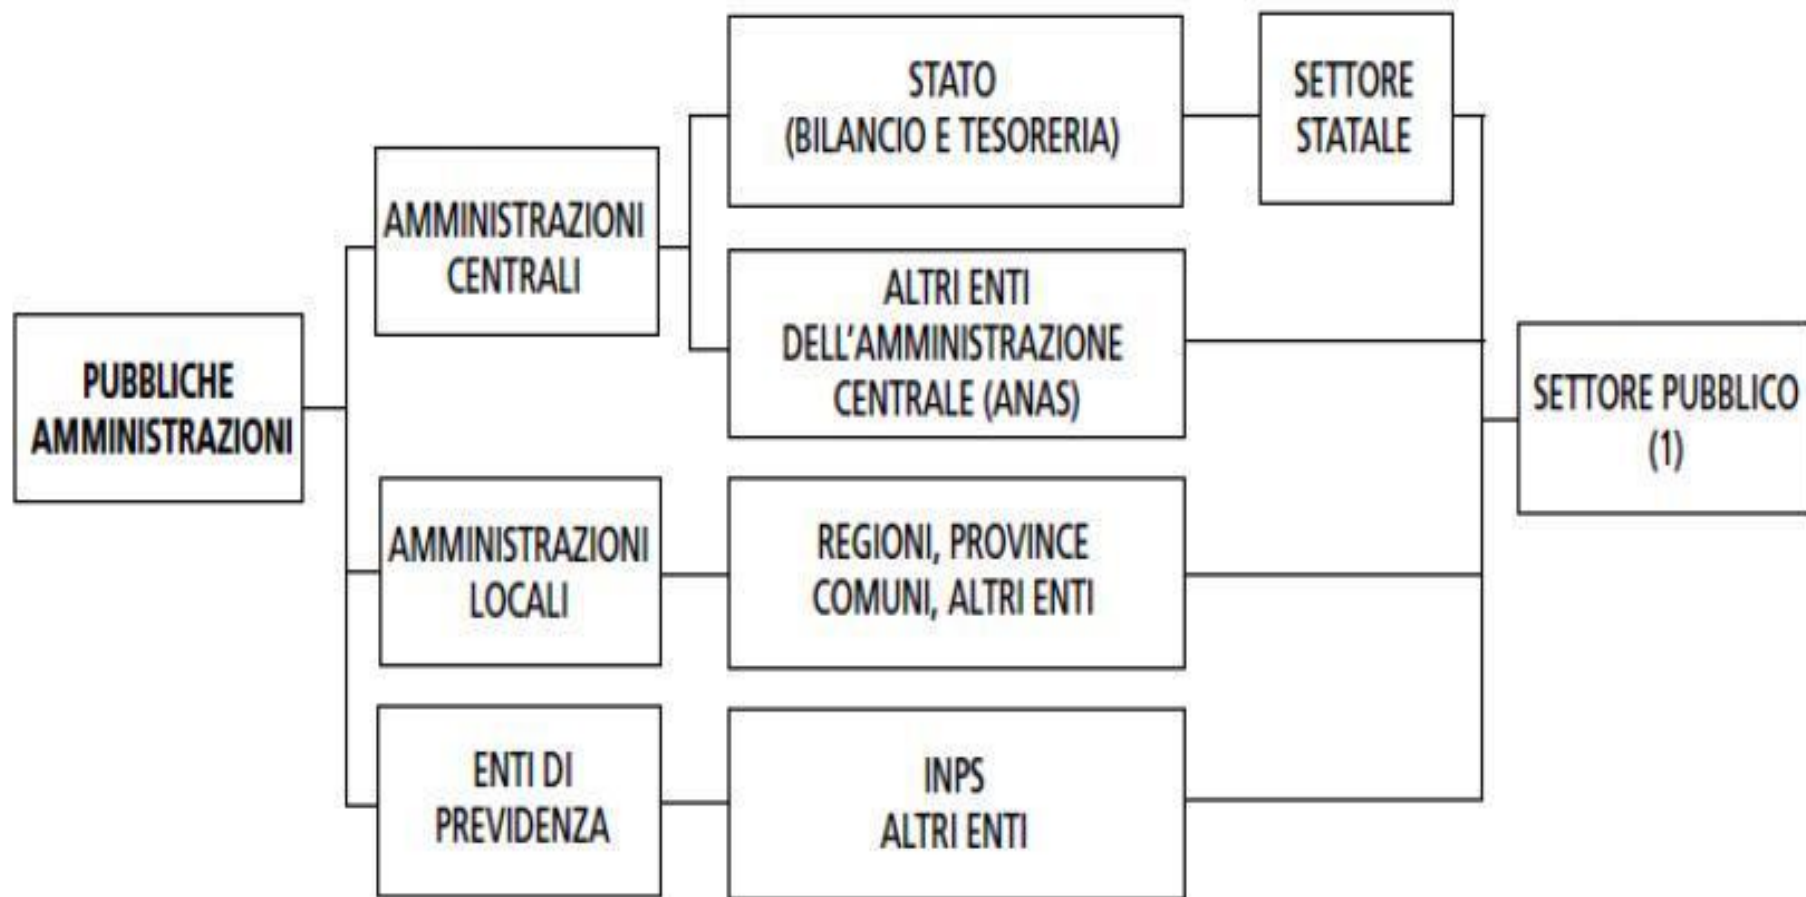 PUBBLICHE
AMMINISTRAZIONI
AMMINISTRAZIONI
CENTRALI
STATO
(BILANCIO E TESORERIA)
SETTORE
STATALE
ALTRI ENTI
DELL'AMMINISTRAZIONE
CENTRALE (ANAS)
AMMINISTRAZIONI
LOCALI
REGIONI, PROVINCE
COMUNI, ALTRI ENTI
ENTI DI
PREVIDENZA
INPS
ALTRI ENTI
SETTORE PUBBLICO
(1)